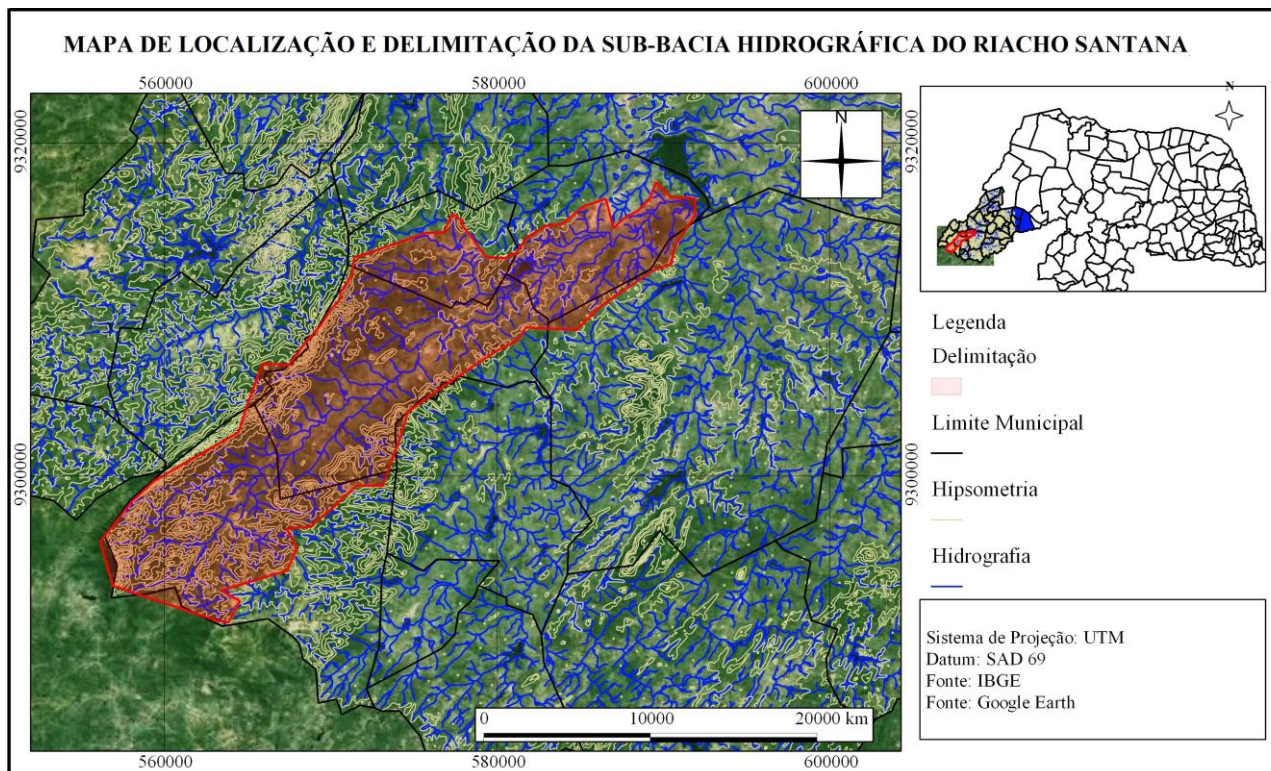 MAPA DE LOCALIZAÇÃO E DELIMITAÇÃO DA SUB-BACIA HIDROGRÁFICA DO RIACHO SANTANA
560000 580000 600000
N
N
9320000 9320000
9300000 9300000
Legenda
Delimitação
Limite Municipal
Hipsometria
Hidrografia
Sistema de Projeção: UTM
Datum: SAD 69
Fonte: IBGE
Fonte: Google Earth
0 10000 20000 km
560000 580000 600000